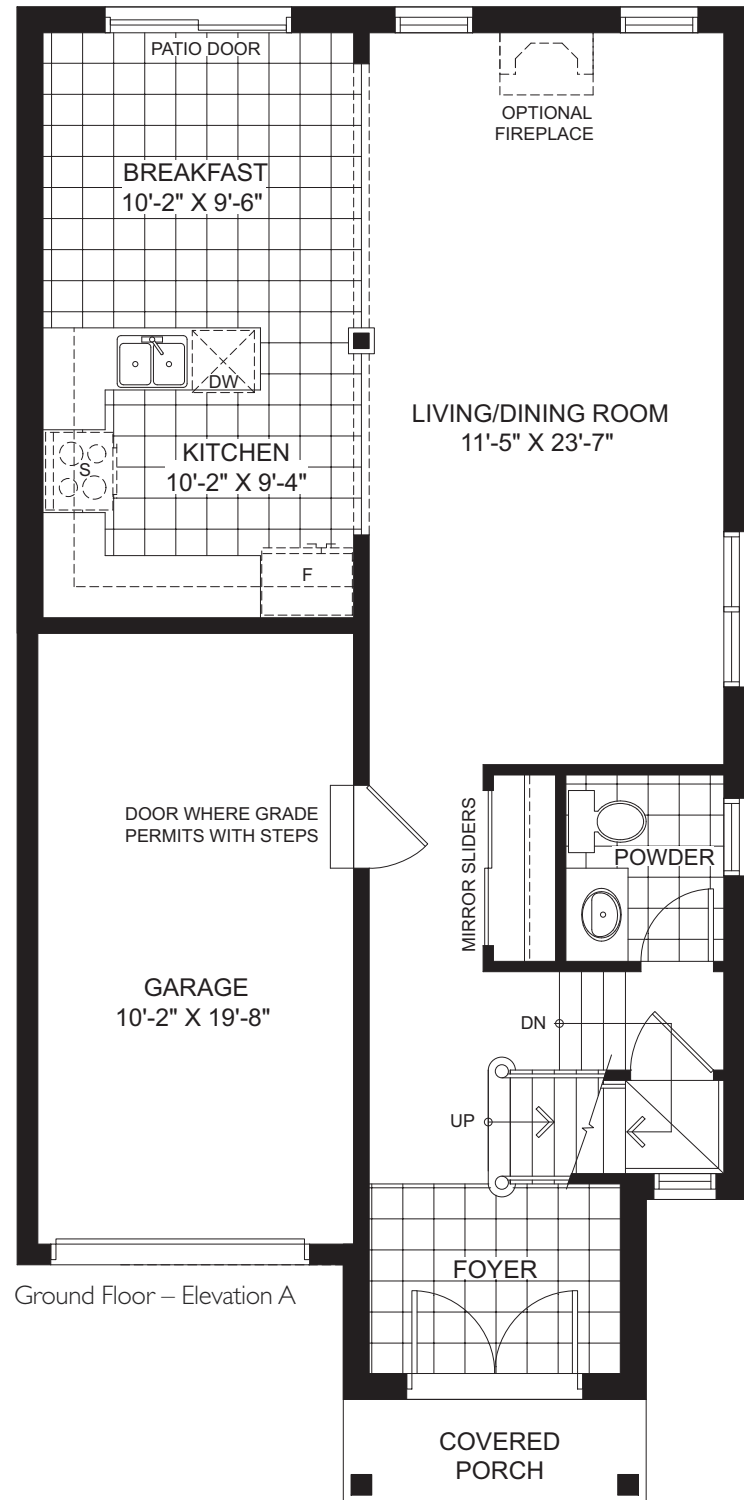 PATIO DOOR
OPTIONAL
FIREPLACE
BREAKFAST
10'-2" X 9'-6"
DW
LIVING/DINING ROOM
11'-5" X 23'-7"
KITCHEN
10'-2" X 9'-4"
S
F
DOOR WHERE GRADE
PERMITS WITH STEPS
MIRROR SLIDERS
POWDER
GARAGE
10'-2" X 19'-8"
DN
UP
FOYER
Ground Floor – Elevation A
COVERED
PORCH